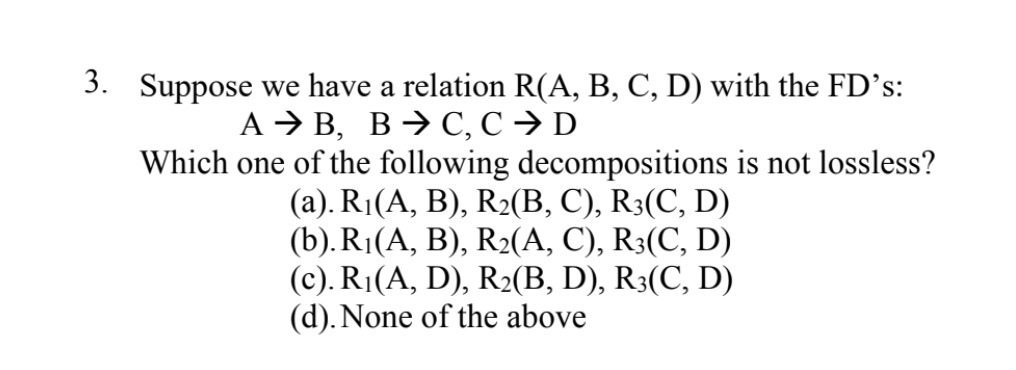 3. Suppose we have a relation R(A, B, C, D) with the FD’s:
A → B, B → C, C → D
Which one of the following decompositions is not lossless?
(a). R₁(A, B), R₂(B, C), R₃(C, D)
(b). R₁(A, B), R₂(A, C), R₃(C, D)
(c). R₁(A, D), R₂(B, D), R₃(C, D)
(d). None of the above